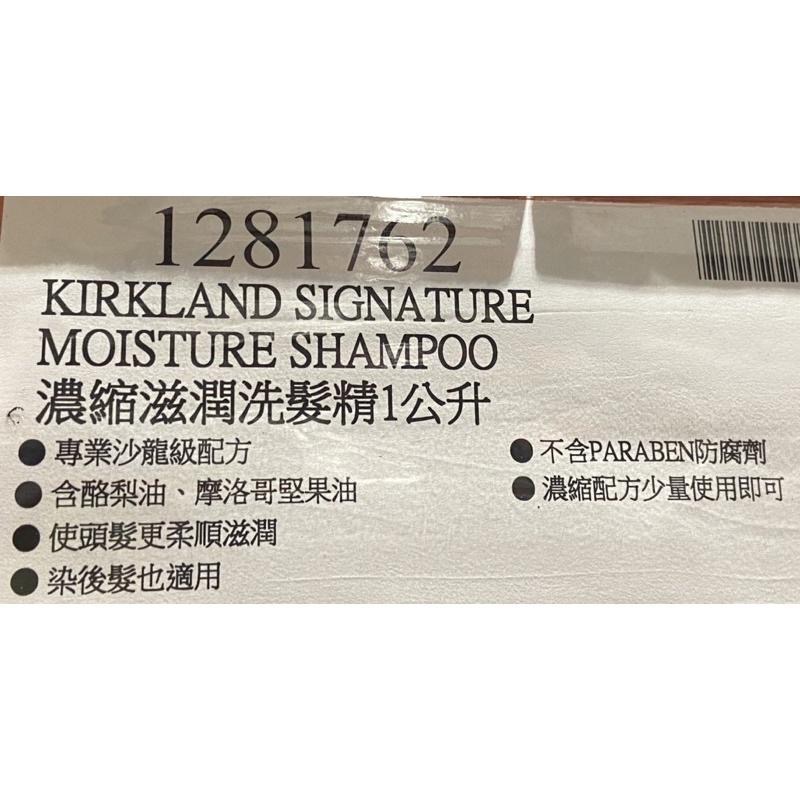 1281762
KIRKLAND SIGNATURE
MOISTURE SHAMPOO
濃縮滋潤洗髮精1公升
● 專業沙龍級配方
● 含酪梨油、摩洛哥堅果油
● 使頭髮更柔順滋潤
● 染後髮也適用
● 不含PARABEN防腐劑
● 濃縮配方少量使用即可